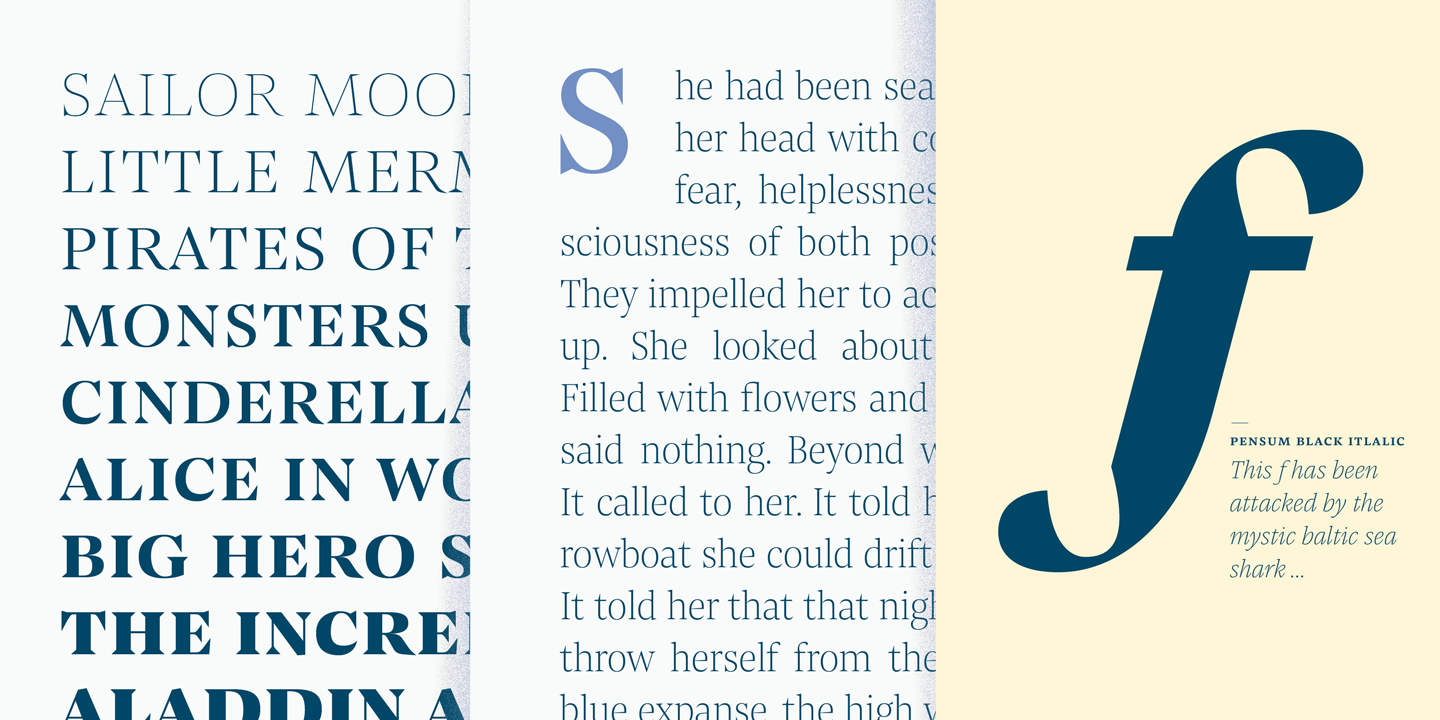 SAILOR MOO
LITTLE MERM
PIRATES OF T
MONSTERS U
CINDERELLA
ALICE IN WO
BIG HERO S
THE INCRE
ALADDIN A
She had been sea
her head with co
fear, helplessnes
sciousness of both pos
They impelled her to ac
up. She looked about
Filled with flowers and
said nothing. Beyond w
It called to her. It told h
rowboat she could drift
It told her that that nigh
throw herself from the
blue expanse, the high w
f
PENSUM BLACK ITLALIC
This f has been
attacked by the
mystic baltic sea
shark ...